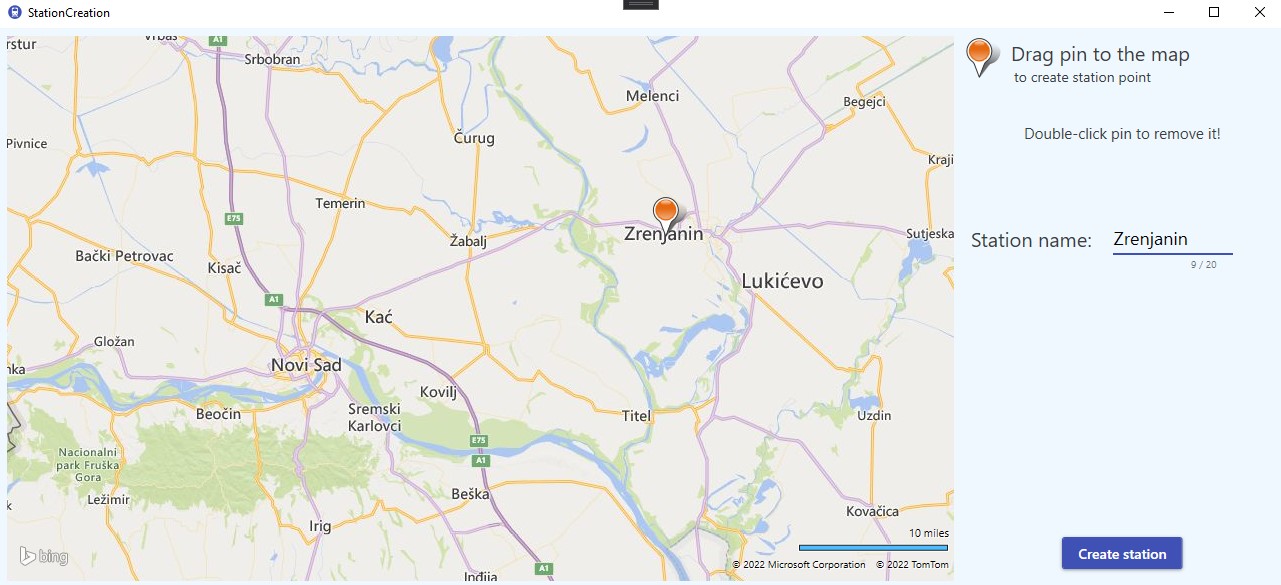 StationCreation
rstur
Vrbas
A1
Srbobran
Melenci
Begejci
Čurug
Pivnice
Kraji
Temerin
E75
Žabalj
Zrenjanin
Sutjeska
Bački Petrovac
Kisač
Lukićevo
A1
Kać
Gložan
Novi Sad
nka
Kovilj
Beočin
Sremski
Karlovci
Titel
Uzdin
E75
A1
Nacionalni
park Fruška
Gora
Ležimir
Beška
k
Irig
Kovačica
10 miles
bing
Inđija
A1
© 2022 Microsoft Corporation © 2022 TomTom
Drag pin to the map
to create station point
Double-click pin to remove it!
Station name: Zrenjanin
9 / 20
Create station